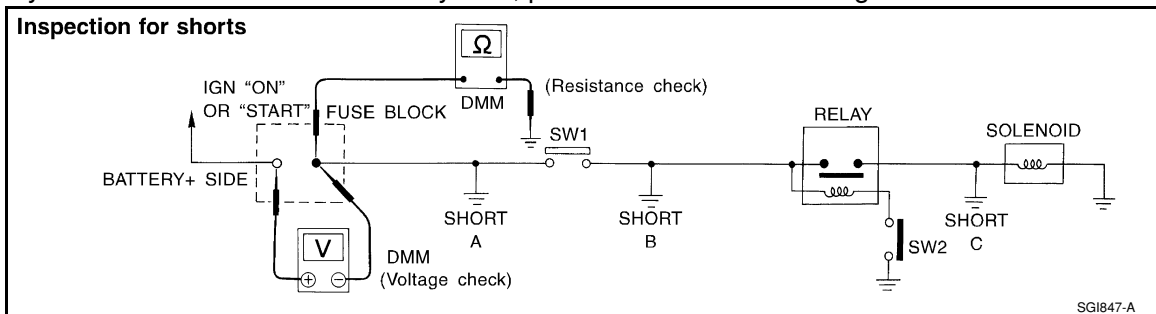 Inspection for shorts
Ω
DMM
(Resistance check)
IGN "ON"
OR "START"
FUSE BLOCK
SW1
RELAY
SOLENOID
BATTERY+ SIDE
SHORT
A
SHORT
B
SHORT
C
SW2
V
DMM
(Voltage check)
+
−
SGI847-A